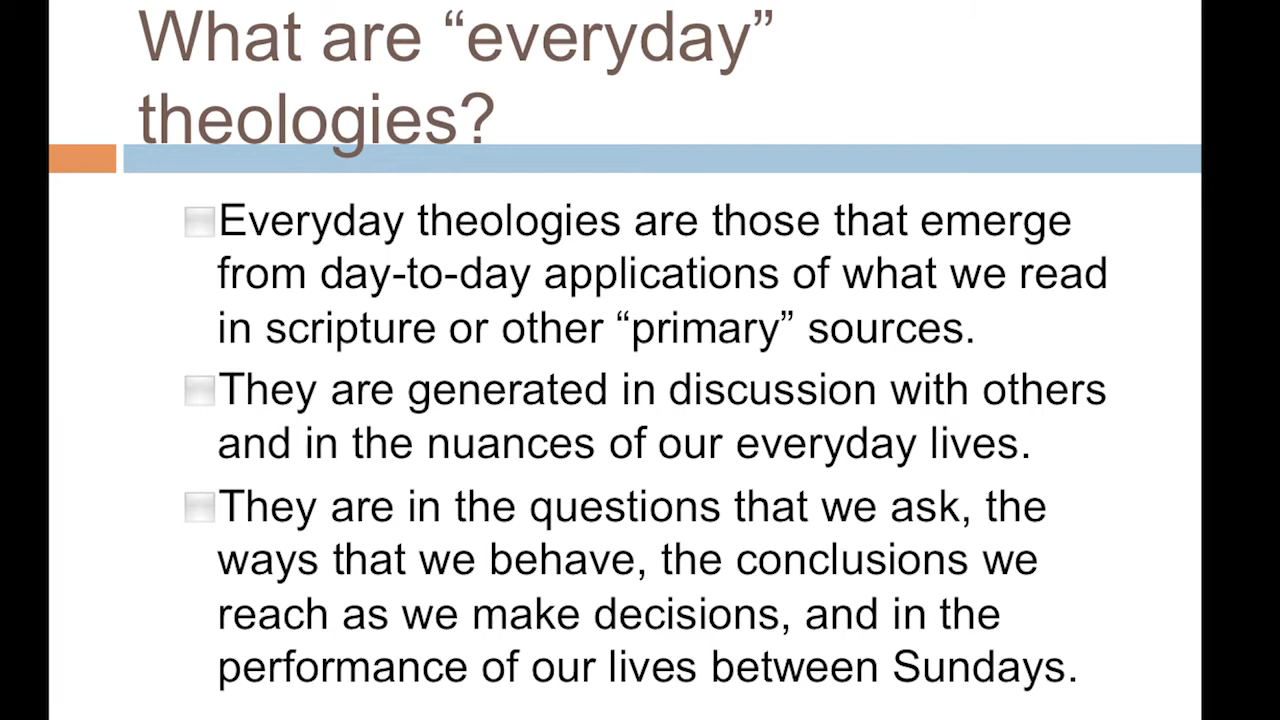 What are “everyday”
theologies?
Everyday theologies are those that emerge
from day-to-day applications of what we read
in scripture or other “primary” sources.
They are generated in discussion with others
and in the nuances of our everyday lives.
They are in the questions that we ask, the
ways that we behave, the conclusions we
reach as we make decisions, and in the
performance of our lives between Sundays.